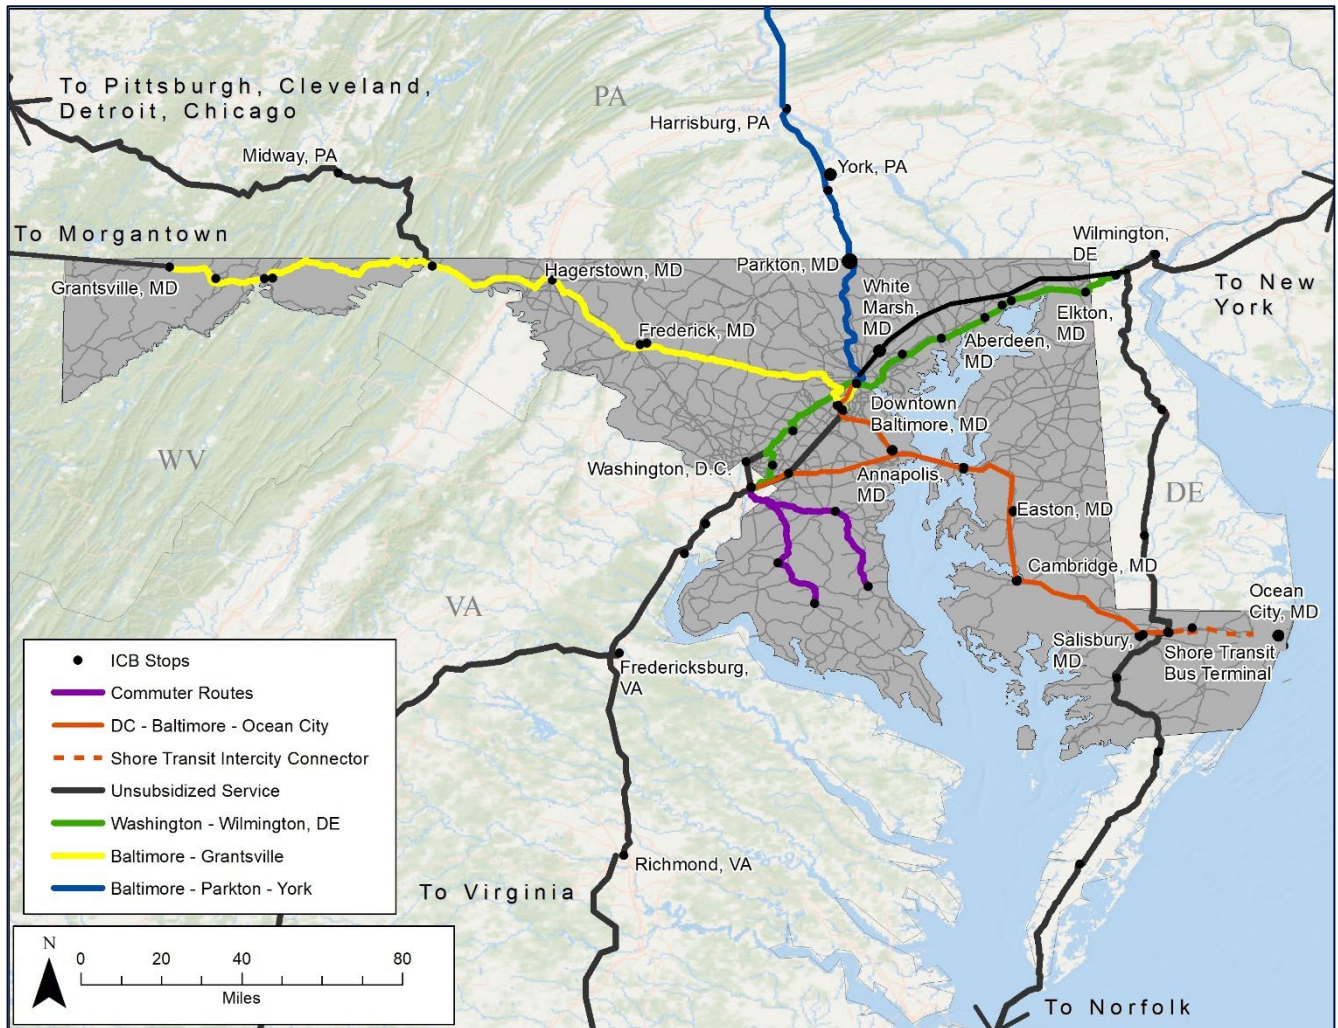 To Pittsburgh, Cleveland,
Detroit, Chicago
PA
Harrisburg, PA
Midway, PA
York, PA
To Morgantown
Wilmington,
DE
Grantsville, MD
Hagerstown, MD
Parkton, MD
White
Marsh,
MD
To New
York
Elkton,
MD
Frederick, MD
Aberdeen,
MD
Downtown
Baltimore, MD
WV
Washington, D.C.
Annapolis,
MD
DE
Easton, MD
Cambridge, MD
VA
Ocean
City, MD
Salisbury,
MD
Shore Transit
Bus Terminal
Fredericksburg,
VA
ICB Stops
Commuter Routes
DC - Baltimore - Ocean City
Shore Transit Intercity Connector
Unsubsidized Service
Washington - Wilmington, DE
Baltimore - Grantsville
Baltimore - Parkton - York
Richmond, VA
To Virginia
N
0 20 40 80
Miles
To Norfolk